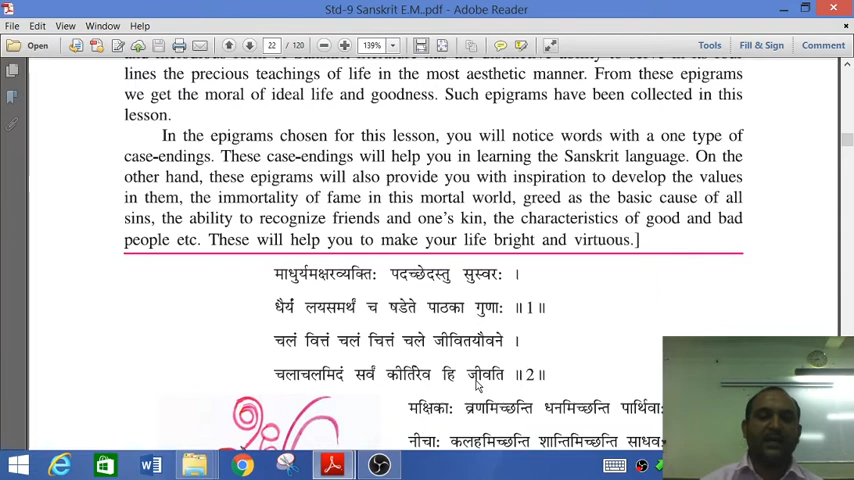 Std-9 Sanskrit E.M..pdf - Adobe Reader
File Edit View Window Help
Open 22 / 120 139% Tools Fill & Sign Comment
lines the precious teachings of life in the most aesthetic manner. From these epigrams
we get the moral of ideal life and goodness. Such epigrams have been collected in this
lesson.
In the epigrams chosen for this lesson, you will notice words with a one type of
case-endings. These case-endings will help you in learning the Sanskrit language. On the
other hand, these epigrams will also provide you with inspiration to develop the values
in them, the immortality of fame in this mortal world, greed as the basic cause of all
sins, the ability to recognize friends and one's kin, the characteristics of good and bad
people etc. These will help you to make your life bright and virtuous.]
माधुर्यमक्षरव्यक्तिः पदच्छेदस्तु सुस्वरः ।
धैर्यं लयसमर्थं च षडेते पाठका गुणाः ॥1॥
चलं वित्तं चलं चित्तं चले जीवितयौवने ।
चलाचलमिदं सर्वं कीर्तिरेव हि जीवति ॥2॥
मक्षिकाः व्रणमिच्छन्ति धनमिच्छन्ति पार्थिवाः
नीचाः कलहमिच्छन्ति शान्तिमिच्छन्ति साधवः